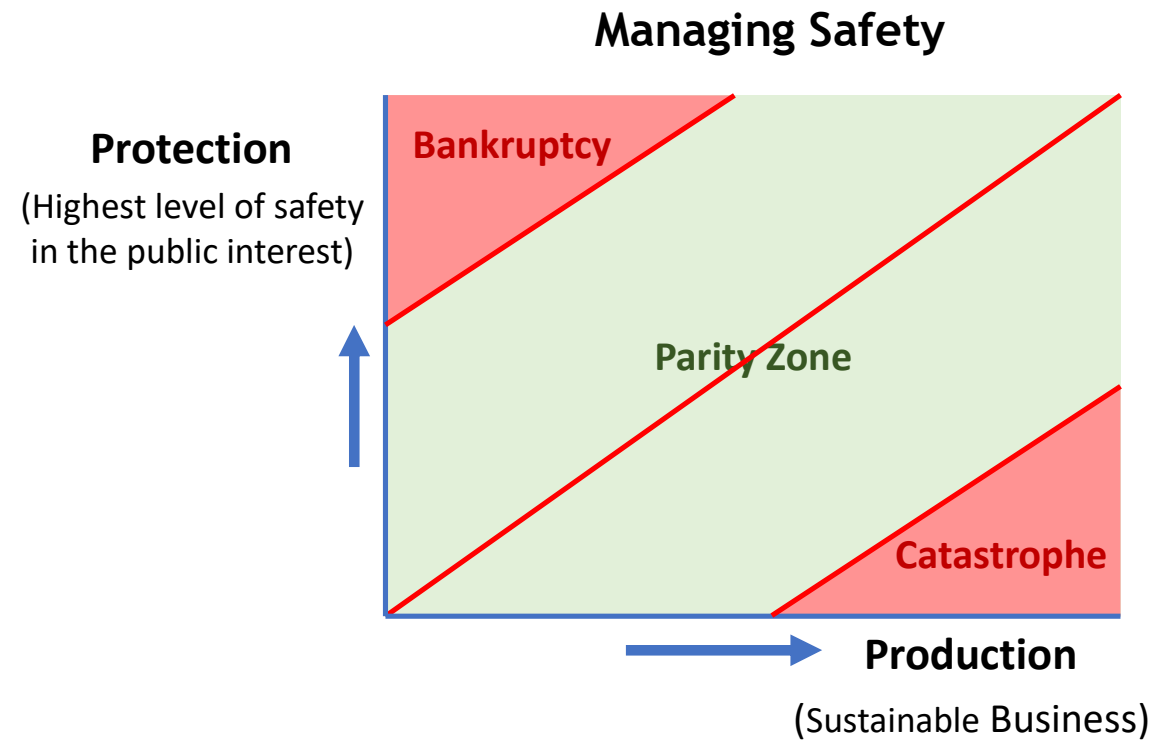 Managing Safety
Protection
(Highest level of safety
in the public interest)
Bankruptcy
Parity Zone
Catastrophe
Production
(Sustainable Business)